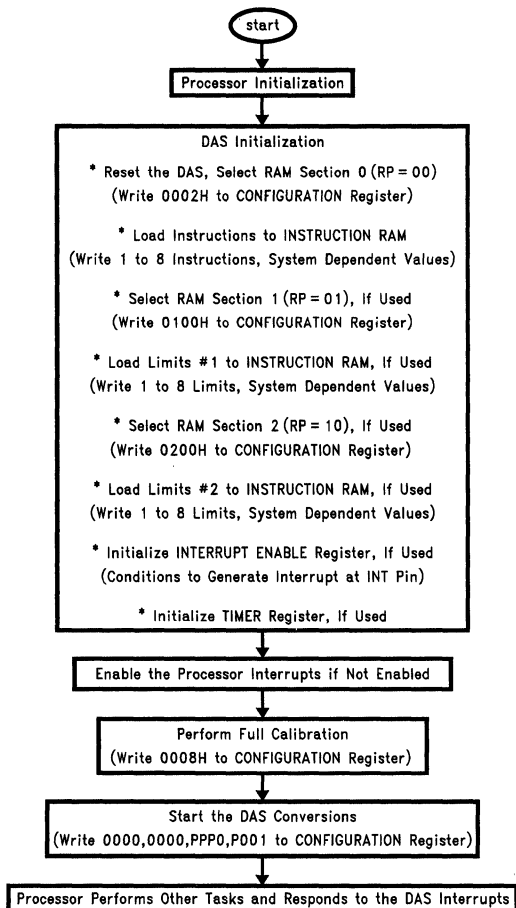 start
Processor Initialization
DAS Initialization
* Reset the DAS, Select RAM Section 0 (RP = 00)
(Write 0002H to CONFIGURATION Register)
* Load Instructions to INSTRUCTION RAM
(Write 1 to 8 Instructions, System Dependent Values)
* Select RAM Section 1 (RP = 01), If Used
(Write 0100H to CONFIGURATION Register)
* Load Limits #1 to INSTRUCTION RAM, If Used
(Write 1 to 8 Limits, System Dependent Values)
* Select RAM Section 2 (RP = 10), If Used
(Write 0200H to CONFIGURATION Register)
* Load Limits #2 to INSTRUCTION RAM, If Used
(Write 1 to 8 Limits, System Dependent Values)
* Initialize INTERRUPT ENABLE Register, If Used
(Conditions to Generate Interrupt at INT Pin)
* Initialize TIMER Register, If Used
Enable the Processor Interrupts if Not Enabled
Perform Full Calibration
(Write 0008H to CONFIGURATION Register)
Start the DAS Conversions
(Write 0000,0000,PPP0,P001 to CONFIGURATION Register)
Processor Performs Other Tasks and Responds to the DAS Interrupts